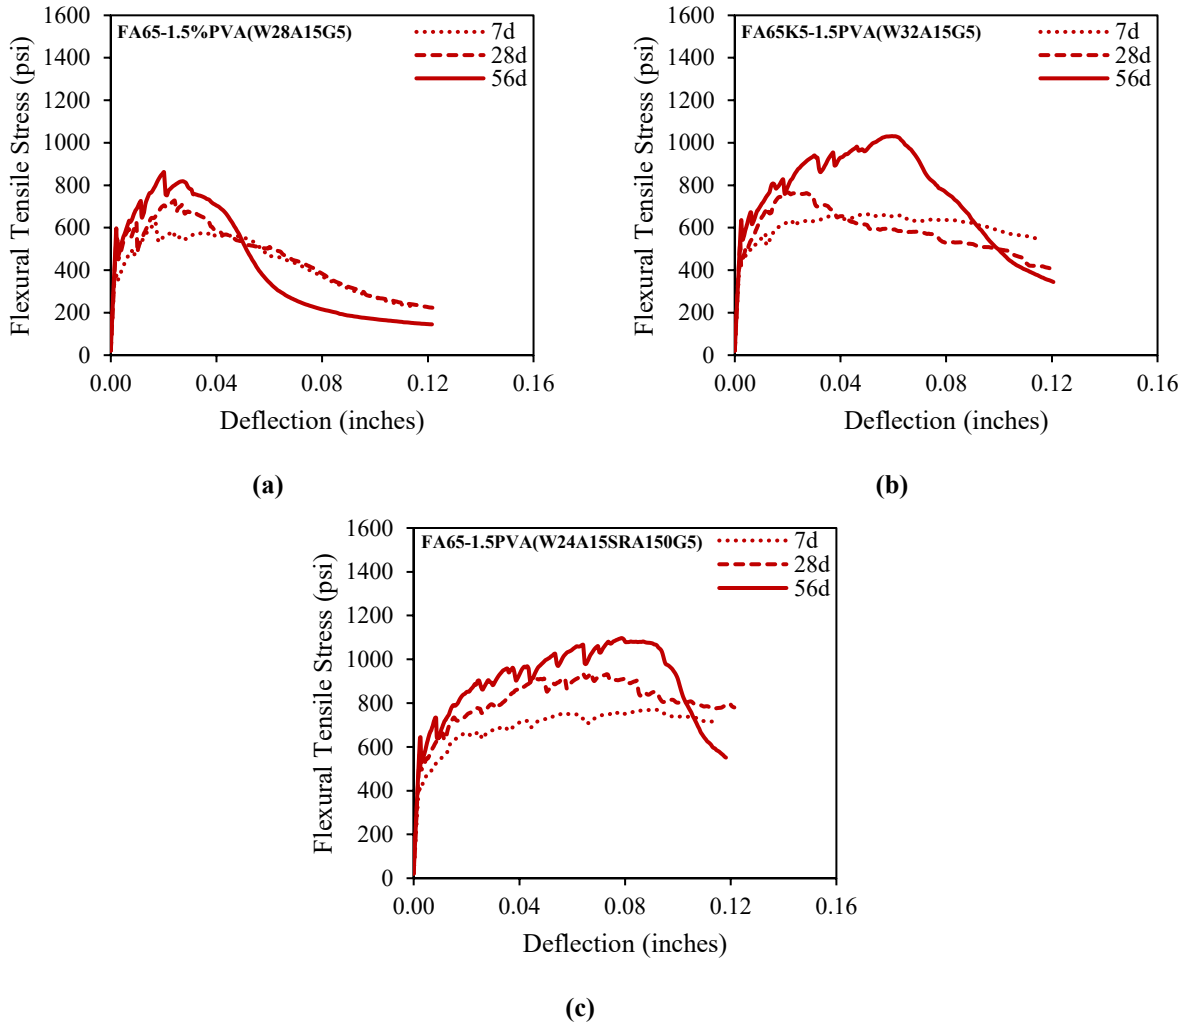 FA65-1.5%PVA(W28A15G5)
7d
28d
56d
1600
1400
1200
1000
800
600
400
200
0
Flexural Tensile Stress (psi)
0.00 0.04 0.08 0.12 0.16
Deflection (inches)
(a)
FA65K5-1.5PVA(W32A15G5)
7d
28d
56d
1600
1400
1200
1000
800
600
400
200
0
Flexural Tensile Stress (psi)
0.00 0.04 0.08 0.12 0.16
Deflection (inches)
(b)
FA65-1.5PVA(W24A15SRA150G5)
7d
28d
56d
1600
1400
1200
1000
800
600
400
200
0
Flexural Tensile Stress (psi)
0.00 0.04 0.08 0.12 0.16
Deflection (inches)
(c)